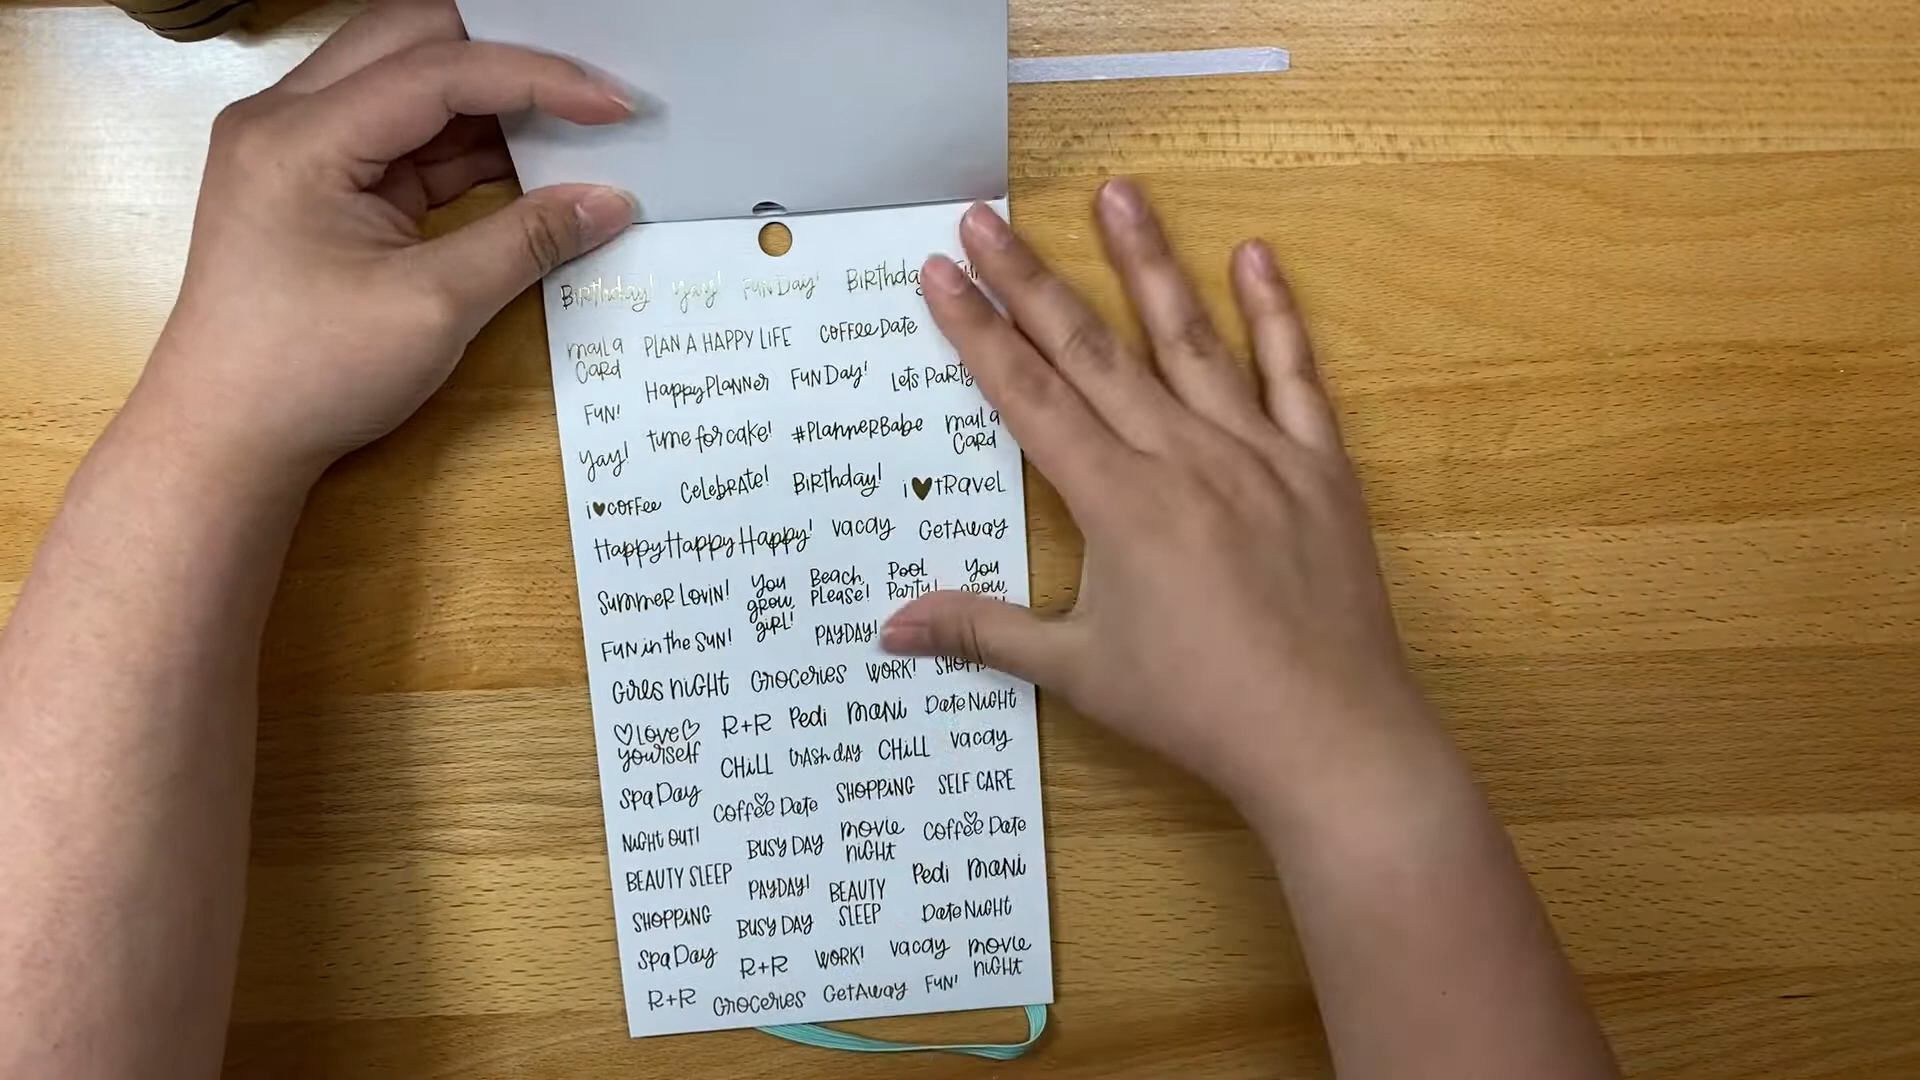 Birthday! yay! Fun Day! Birthday
mail a card PLAN A HAPPY LIFE Coffee Date
Fun! Happy Planner Fun Day! Lets Party
yay! time for cake! #PlannerBabe mail a card
i♥coffee Celebrate! Birthday! i♥travel
Happy Happy Happy! vacay GetAway
Summer Lovin! You grow, girl! Beach, Please! Pool Party! You grow,
Fun in the Sun! PAYDAY!
Girls Night Groceries WORK!
♡Love♡ yourself R+R Pedi Mani Date Night
CHILL trash day CHILL vacay
Spa Day Coffee Date SHOPPING SELF CARE
Night Out! BUSY DAY movie night Coffee Date
BEAUTY SLEEP PAYDAY! BEAUTY SLEEP Pedi Mani
SHOPPING BUSY DAY Date Night
Spa Day R+R WORK! vacay movie night
R+R Groceries GetAway Fun!